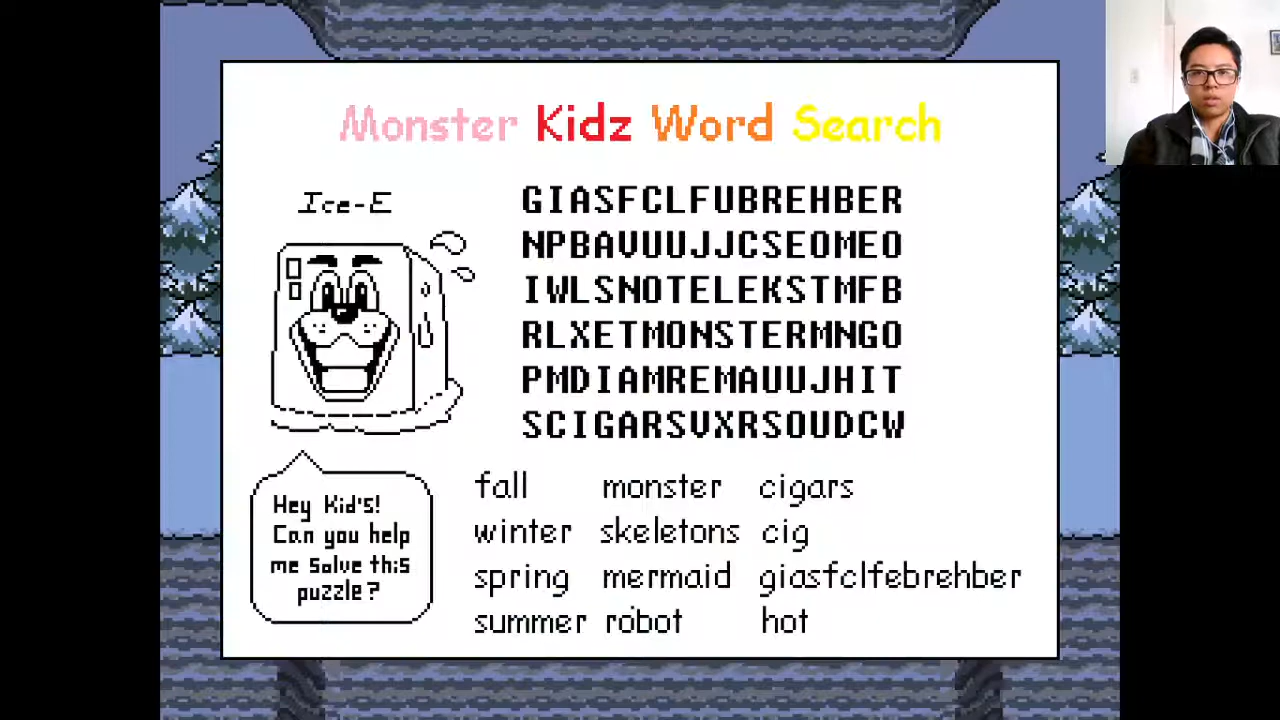 Monster Kidz Word Search
Ice-E
GIASFCLFUBREHBER
NPBAVUUJJCSEOMEO
IWLSNOTELEKSTMFB
RLXETMONSTERMNGO
PMDIAMREMAUUJHIT
SCIGARSVXRSOUDCW
Hey Kid's!
Can you help
me solve this
puzzle?
fall monster cigars
winter skeletons cig
spring mermaid giasfclfebrehber
summer robot hot